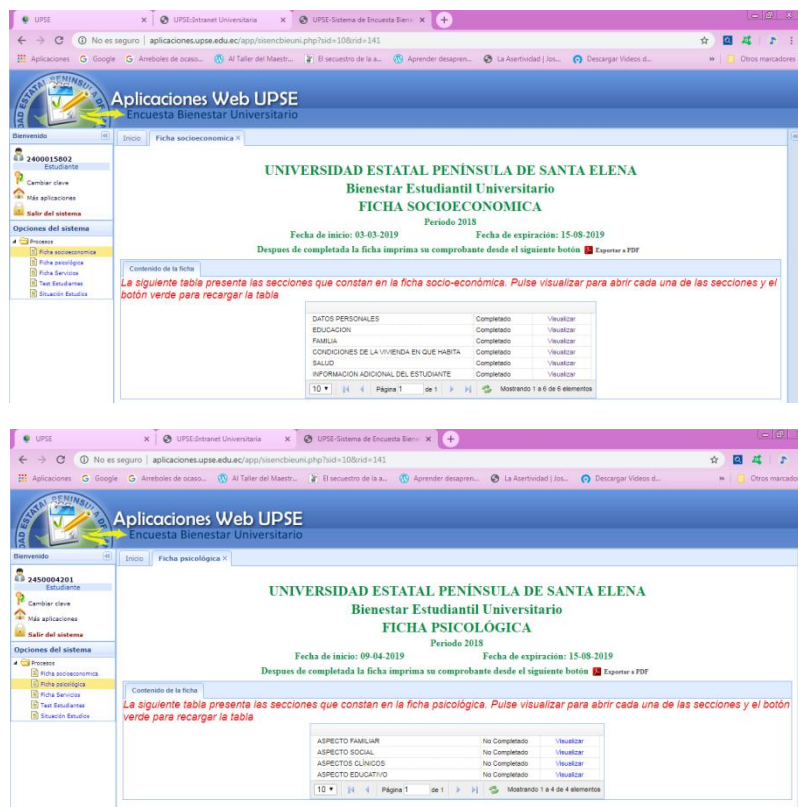 UPSE
UPSE:Intranet Universitaria
UPSE-Sistema de Encuesta Biene
No es seguro | aplicaciones.upse.edu.ec/app/sisencbieuni.php?sid=10&rid=141
Aplicaciones Google Arreboles de ocaso... Al Taller del Maestr... El secuestro de la a... Aprender desapren... La Asertividad | Jos... Descargar Videos d... » Otros marcadores
Aplicaciones Web UPSE
Encuesta Bienestar Universitario
Bienvenido
Inicio
Ficha socioeconomica
2400015802
Estudiante
Cambiar clave
Más aplicaciones
Salir del sistema
Opciones del sistema
Procesos
Ficha socioeconomica
Ficha psicológica
Ficha Servicios
Test Estudiantes
Situación Estudios
UNIVERSIDAD ESTATAL PENÍNSULA DE SANTA ELENA
Bienestar Estudiantil Universitario
FICHA SOCIOECONOMICA
Periodo 2018
Fecha de inicio: 03-03-2019 Fecha de expiración: 15-08-2019
Despues de completada la ficha imprima su comprobante desde el siguiente botón Exportar a PDF
Contenido de la ficha
La siguiente tabla presenta las secciones que constan en la ficha socio-económica. Pulse visualizar para abrir cada una de las secciones y el
botón verde para recargar la tabla
DATOS PERSONALES Completado Visualizar
EDUCACION Completado Visualizar
FAMILIA Completado Visualizar
CONDICIONES DE LA VIVIENDA EN QUE HABITA Completado Visualizar
SALUD Completado Visualizar
INFORMACION ADICIONAL DEL ESTUDIANTE Completado Visualizar
10 Página 1 de 1 Mostrando 1 a 6 de 6 elementos
UPSE
UPSE:Intranet Universitaria
UPSE-Sistema de Encuesta Biene
No es seguro | aplicaciones.upse.edu.ec/app/sisencbieuni.php?sid=10&rid=141
Aplicaciones Google Arreboles de ocaso... Al Taller del Maestr... El secuestro de la a... Aprender desapren... La Asertividad | Jos... Descargar Videos d... » Otros marcado
Aplicaciones Web UPSE
Encuesta Bienestar Universitario
Bienvenido
Inicio
Ficha psicológica
2450004201
Estudiante
Cambiar clave
Más aplicaciones
Salir del sistema
Opciones del sistema
Procesos
Ficha socioeconomica
Ficha psicológica
Ficha Servicios
Test Estudiantes
Situación Estudios
UNIVERSIDAD ESTATAL PENÍNSULA DE SANTA ELENA
Bienestar Estudiantil Universitario
FICHA PSICOLÓGICA
Periodo 2018
Fecha de inicio: 09-04-2019 Fecha de expiración: 15-08-2019
Despues de completada la ficha imprima su comprobante desde el siguiente botón Exportar a PDF
Contenido de la ficha
La siguiente tabla presenta las secciones que constan en la ficha psicológica. Pulse visualizar para abrir cada una de las secciones y el botón
verde para recargar la tabla
ASPECTO FAMILIAR No Completado Visualizar
ASPECTO SOCIAL No Completado Visualizar
ASPECTOS CLÍNICOS No Completado Visualizar
ASPECTO EDUCATIVO No Completado Visualizar
10 Página 1 de 1 Mostrando 1 a 4 de 4 elementos